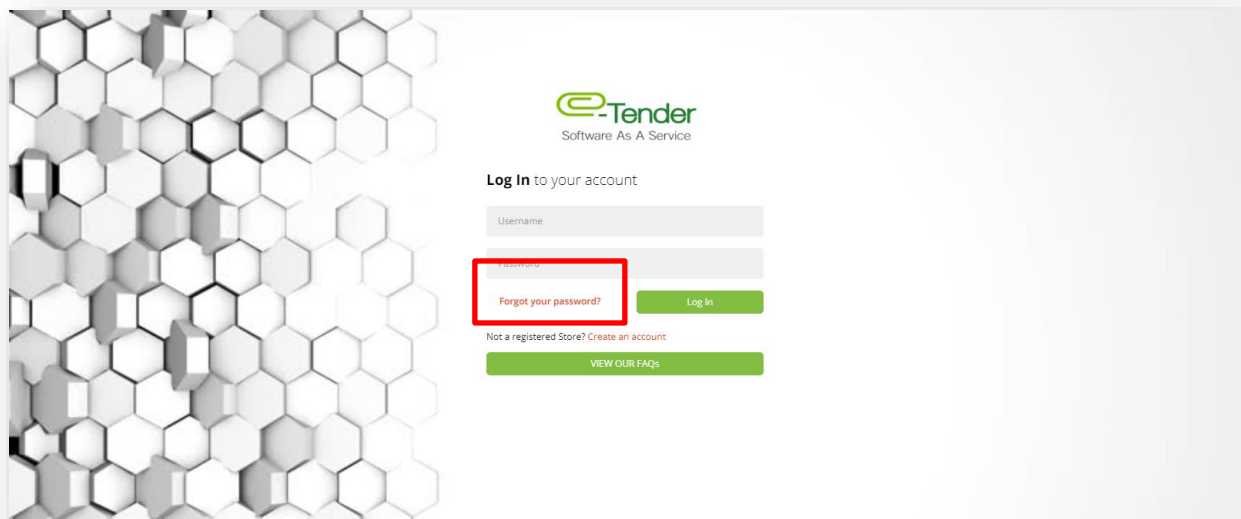 e-Tender
Software As A Service
Log In to your account
Username
Password
Forgot your password? Log In
Not a registered Store? Create an account
VIEW OUR FAQs